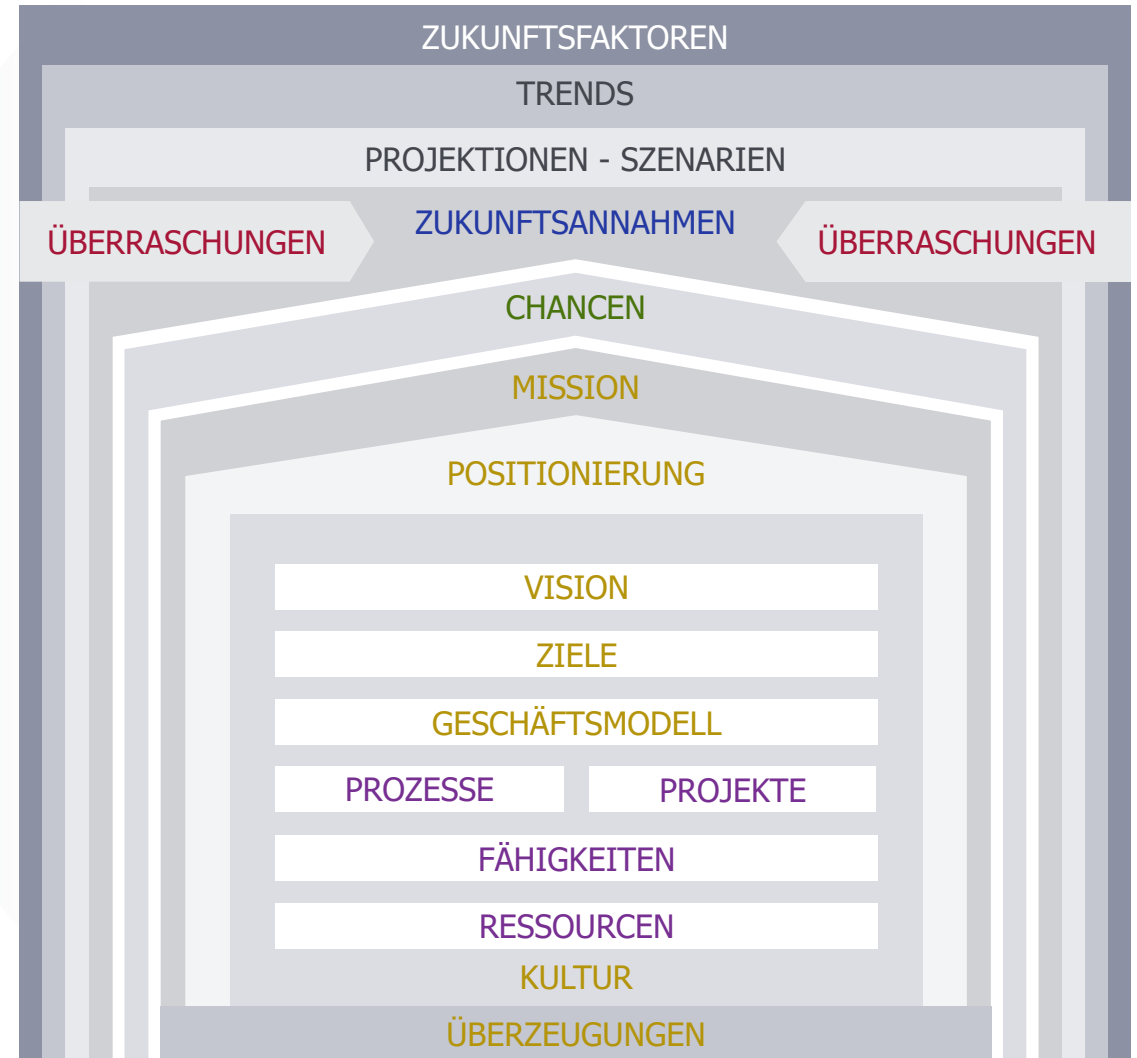 ZUKUNFTSFAKTOREN
TRENDS
PROJEKTIONEN - SZENARIEN
ÜBERRASCHUNGEN
ZUKUNFTSANNAHMEN
ÜBERRASCHUNGEN
CHANCEN
MISSION
POSITIONIERUNG
VISION
ZIELE
GESCHÄFTSMODELL
PROZESSE
PROJEKTE
FÄHIGKEITEN
RESSOURCEN
KULTUR
ÜBERZEUGUNGEN